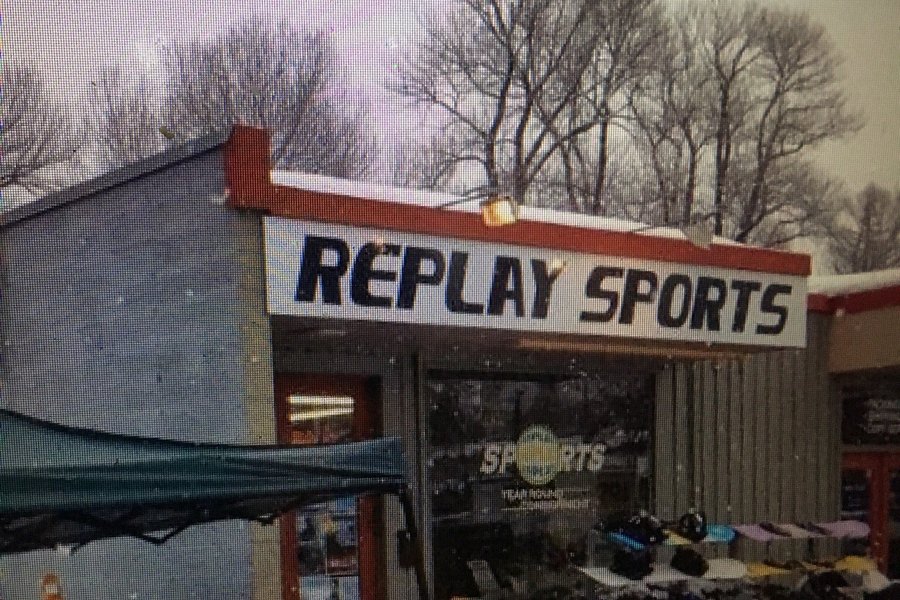 REPLAY SPORTS
SPORTS
YEAR ROUND
CONSIGNMENT